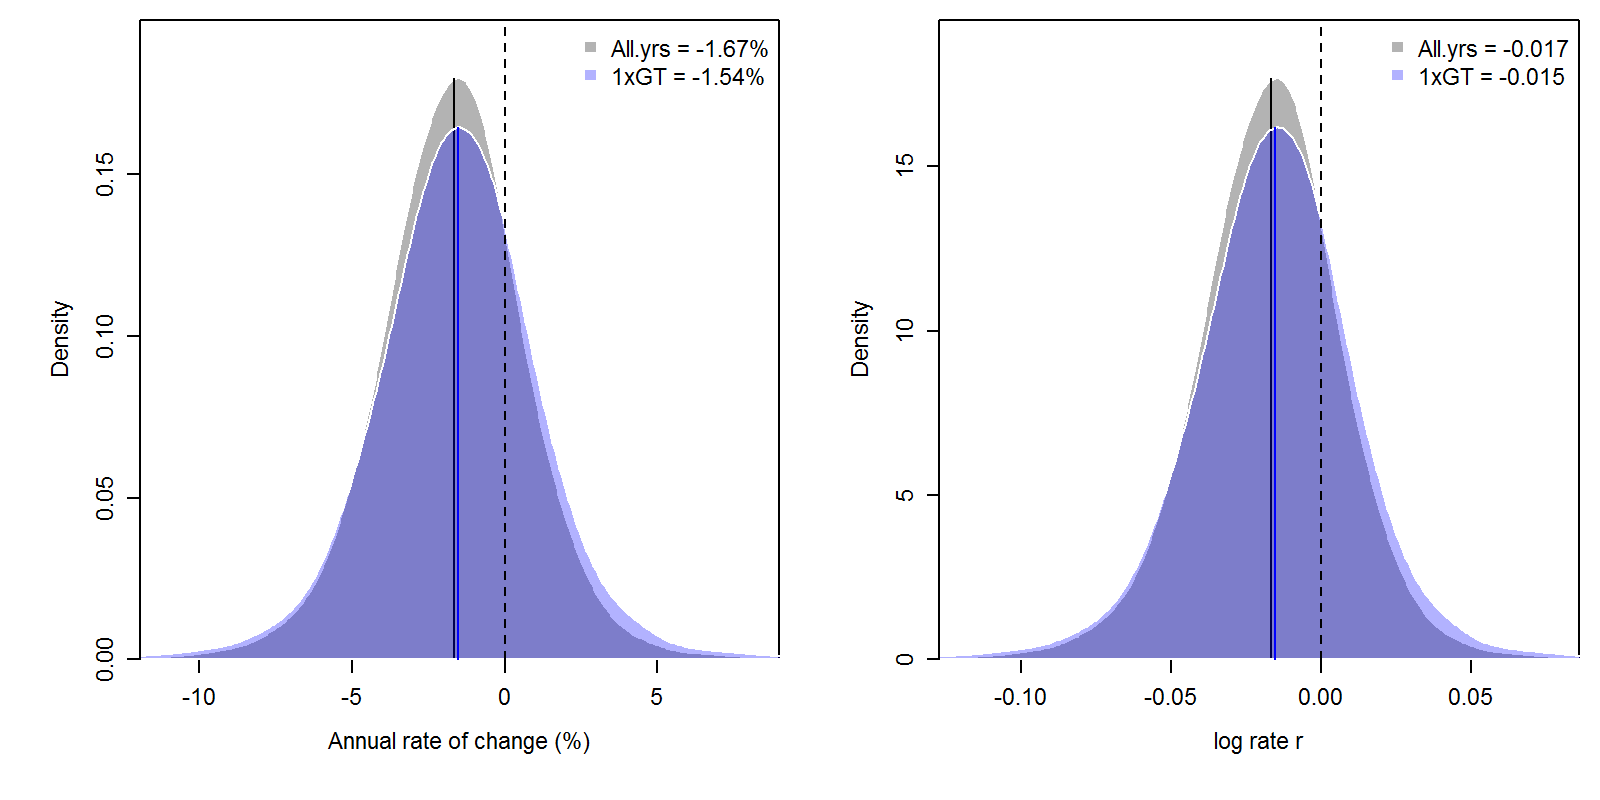 All.yrs = -1.67%
1xGT = -1.54%
Density
0.15
0.10
0.05
0.00
-10 -5 0 5
Annual rate of change (%)
All.yrs = -0.017
1xGT = -0.015
Density
15
10
5
0
-0.10 -0.05 0.00 0.05
log rate r